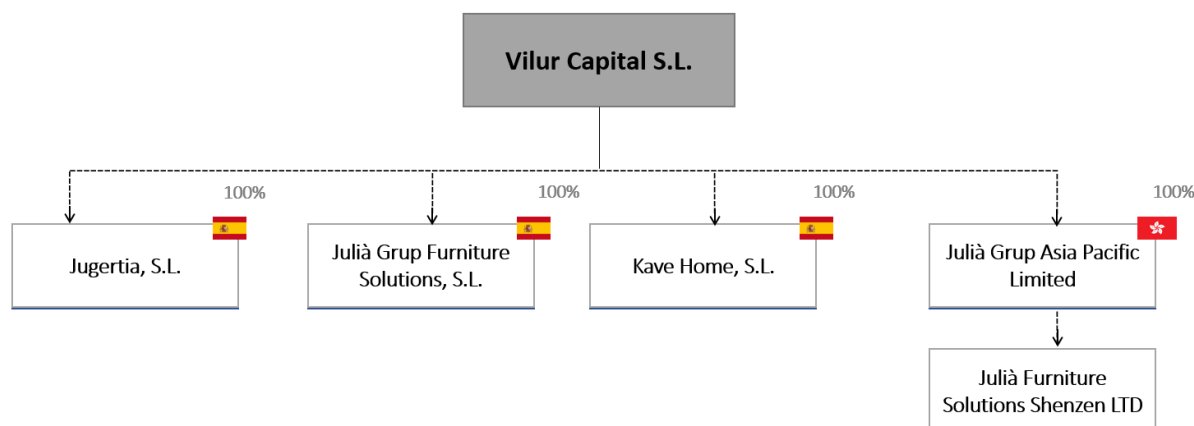 Vilur Capital S.L.
100%
100%
100%
100%
Jugertia, S.L.
Julià Grup Furniture
Solutions, S.L.
Kave Home, S.L.
Julià Grup Asia Pacific
Limited
Julià Furniture
Solutions Shenzen LTD